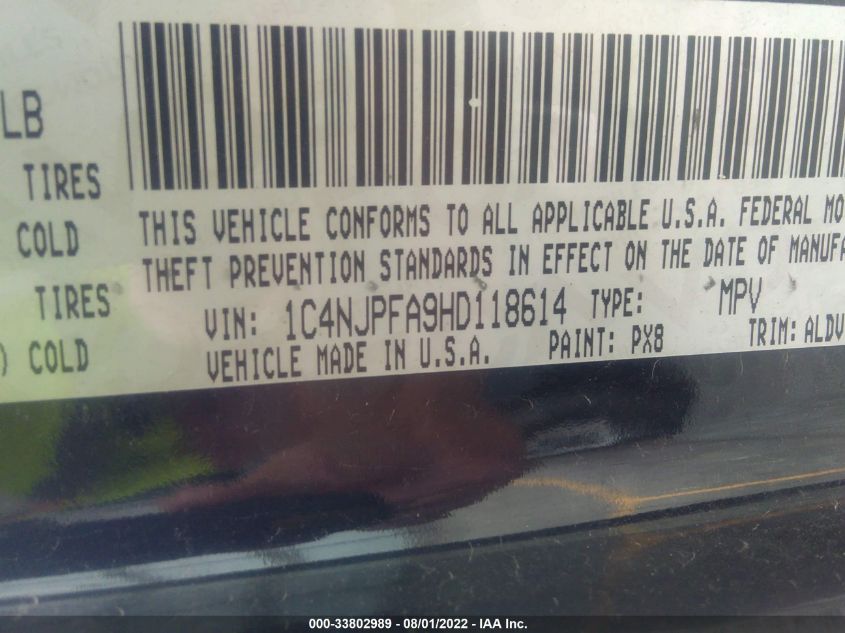 LB
TIRES
COLD
TIRES
) COLD
THIS VEHICLE CONFORMS TO ALL APPLICABLE U.S.A. FEDERAL MO
THEFT PREVENTION STANDARDS IN EFFECT ON THE DATE OF MANUFA
VIN: 1C4NJPFA9HD118614 TYPE: MPV
VEHICLE MADE IN U.S.A. PAINT: PX8 TRIM: ALDV
000-33802989 - 08/01/2022 - IAA Inc.